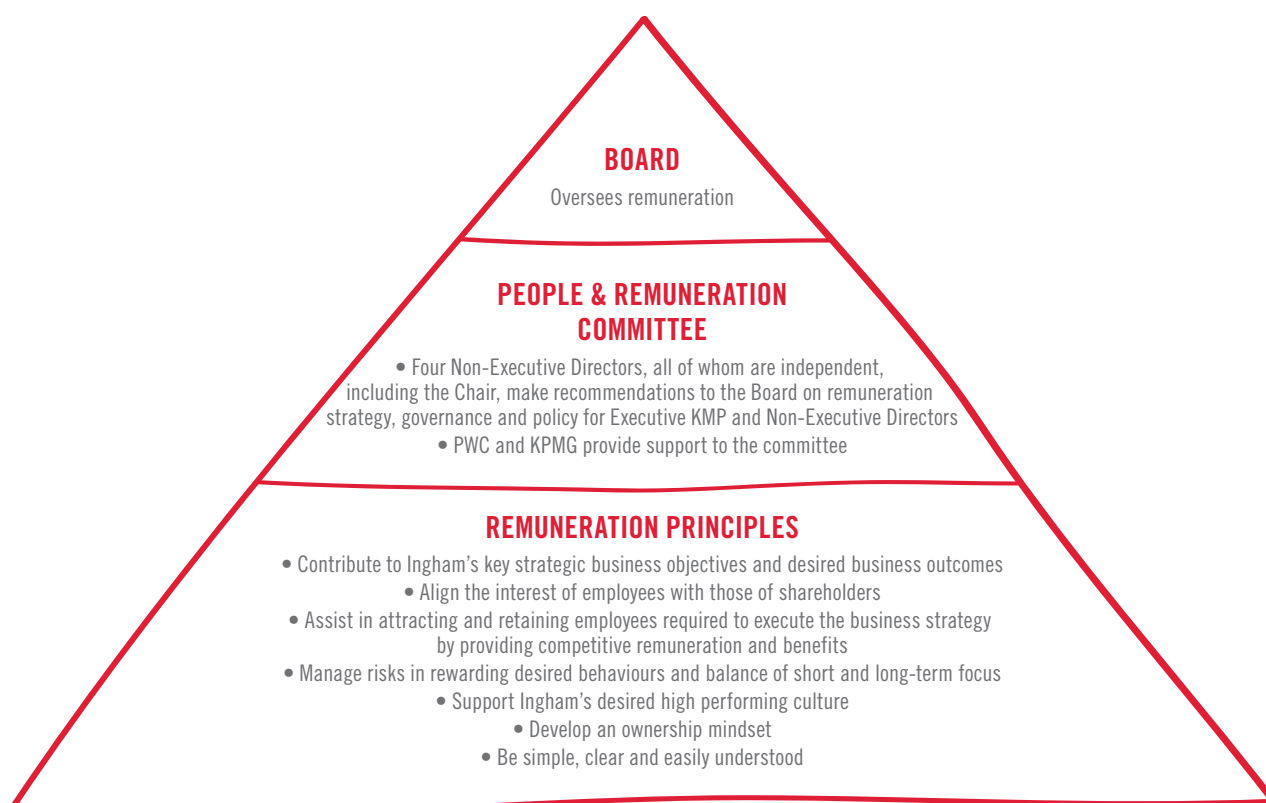 BOARD
Oversees remuneration
PEOPLE & REMUNERATION
COMMITTEE
• Four Non-Executive Directors, all of whom are independent,
including the Chair, make recommendations to the Board on remuneration
strategy, governance and policy for Executive KMP and Non-Executive Directors
• PWC and KPMG provide support to the committee
REMUNERATION PRINCIPLES
• Contribute to Ingham’s key strategic business objectives and desired business outcomes
• Align the interest of employees with those of shareholders
• Assist in attracting and retaining employees required to execute the business strategy
by providing competitive remuneration and benefits
• Manage risks in rewarding desired behaviours and balance of short and long-term focus
• Support Ingham’s desired high performing culture
• Develop an ownership mindset
• Be simple, clear and easily understood